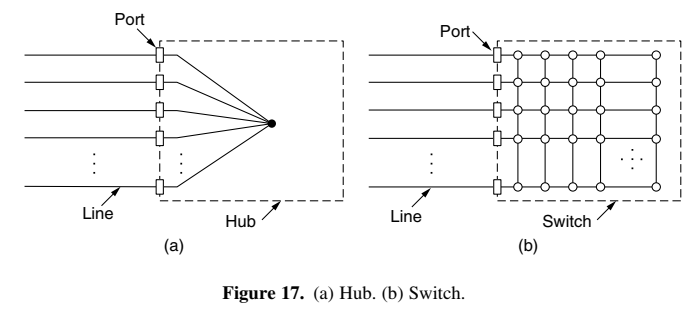 Port
Line
Hub
(a)
Port
Line
Switch
(b)
Figure 17. (a) Hub. (b) Switch.